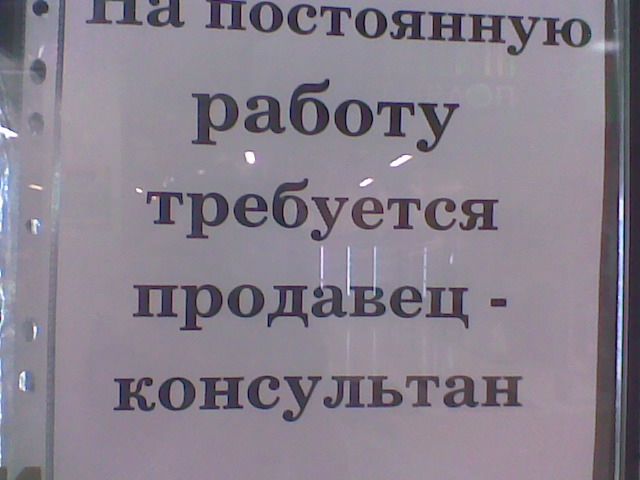 На постоянную
работу
требуется
продавец -
консультан